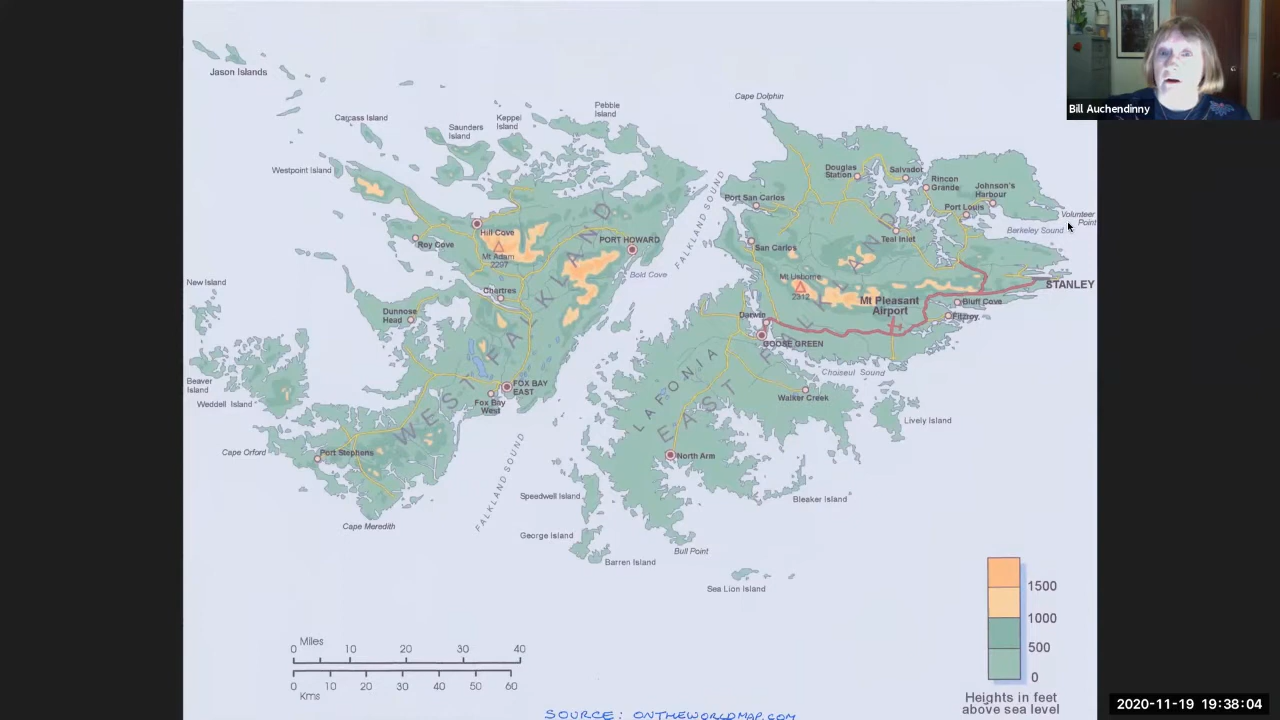 Jason Islands
Carcass Island
Saunders
Island
Keppel
Island
Pebble
Island
Westpoint Island
Hill Cove
Roy Cove
Mt Adam
2297
PORT HOWARD
Bold Cove
FALKLAND SOUND
New Island
Chartres
Dunnose
Head
WEST FALKLAND
Beaver
Island
Weddell Island
FOX BAY
EAST
Fox Bay
West
Cape Orford
Port Stephens
Cape Meredith
FALKLAND SOUND
Cape Dolphin
Douglas
Station
Salvador
Rincon
Grande
Johnson's
Harbour
Port San Carlos
Port Louis
Volunteer
Point
Berkeley Sound
San Carlos
Teal Inlet
Mt Usborne
2312
STANLEY
Mt Pleasant
Airport
Bluff Cove
Fitzroy
Darwin
GOOSE GREEN
Choiseul Sound
LAFONIA
EAST FALKLAND
Walker Creek
Lively Island
North Arm
Bleaker Island
Speedwell Island
George Island
Barren Island
Bull Point
Sea Lion Island
Miles
0 10 20 30 40
0 10 20 30 40 50 60
Kms
1500
1000
500
0
Heights in feet
above sea level
SOURCE: ONTHEWORLDMAP.COM
Bill Auchendinny
2020-11-19 19:38:04